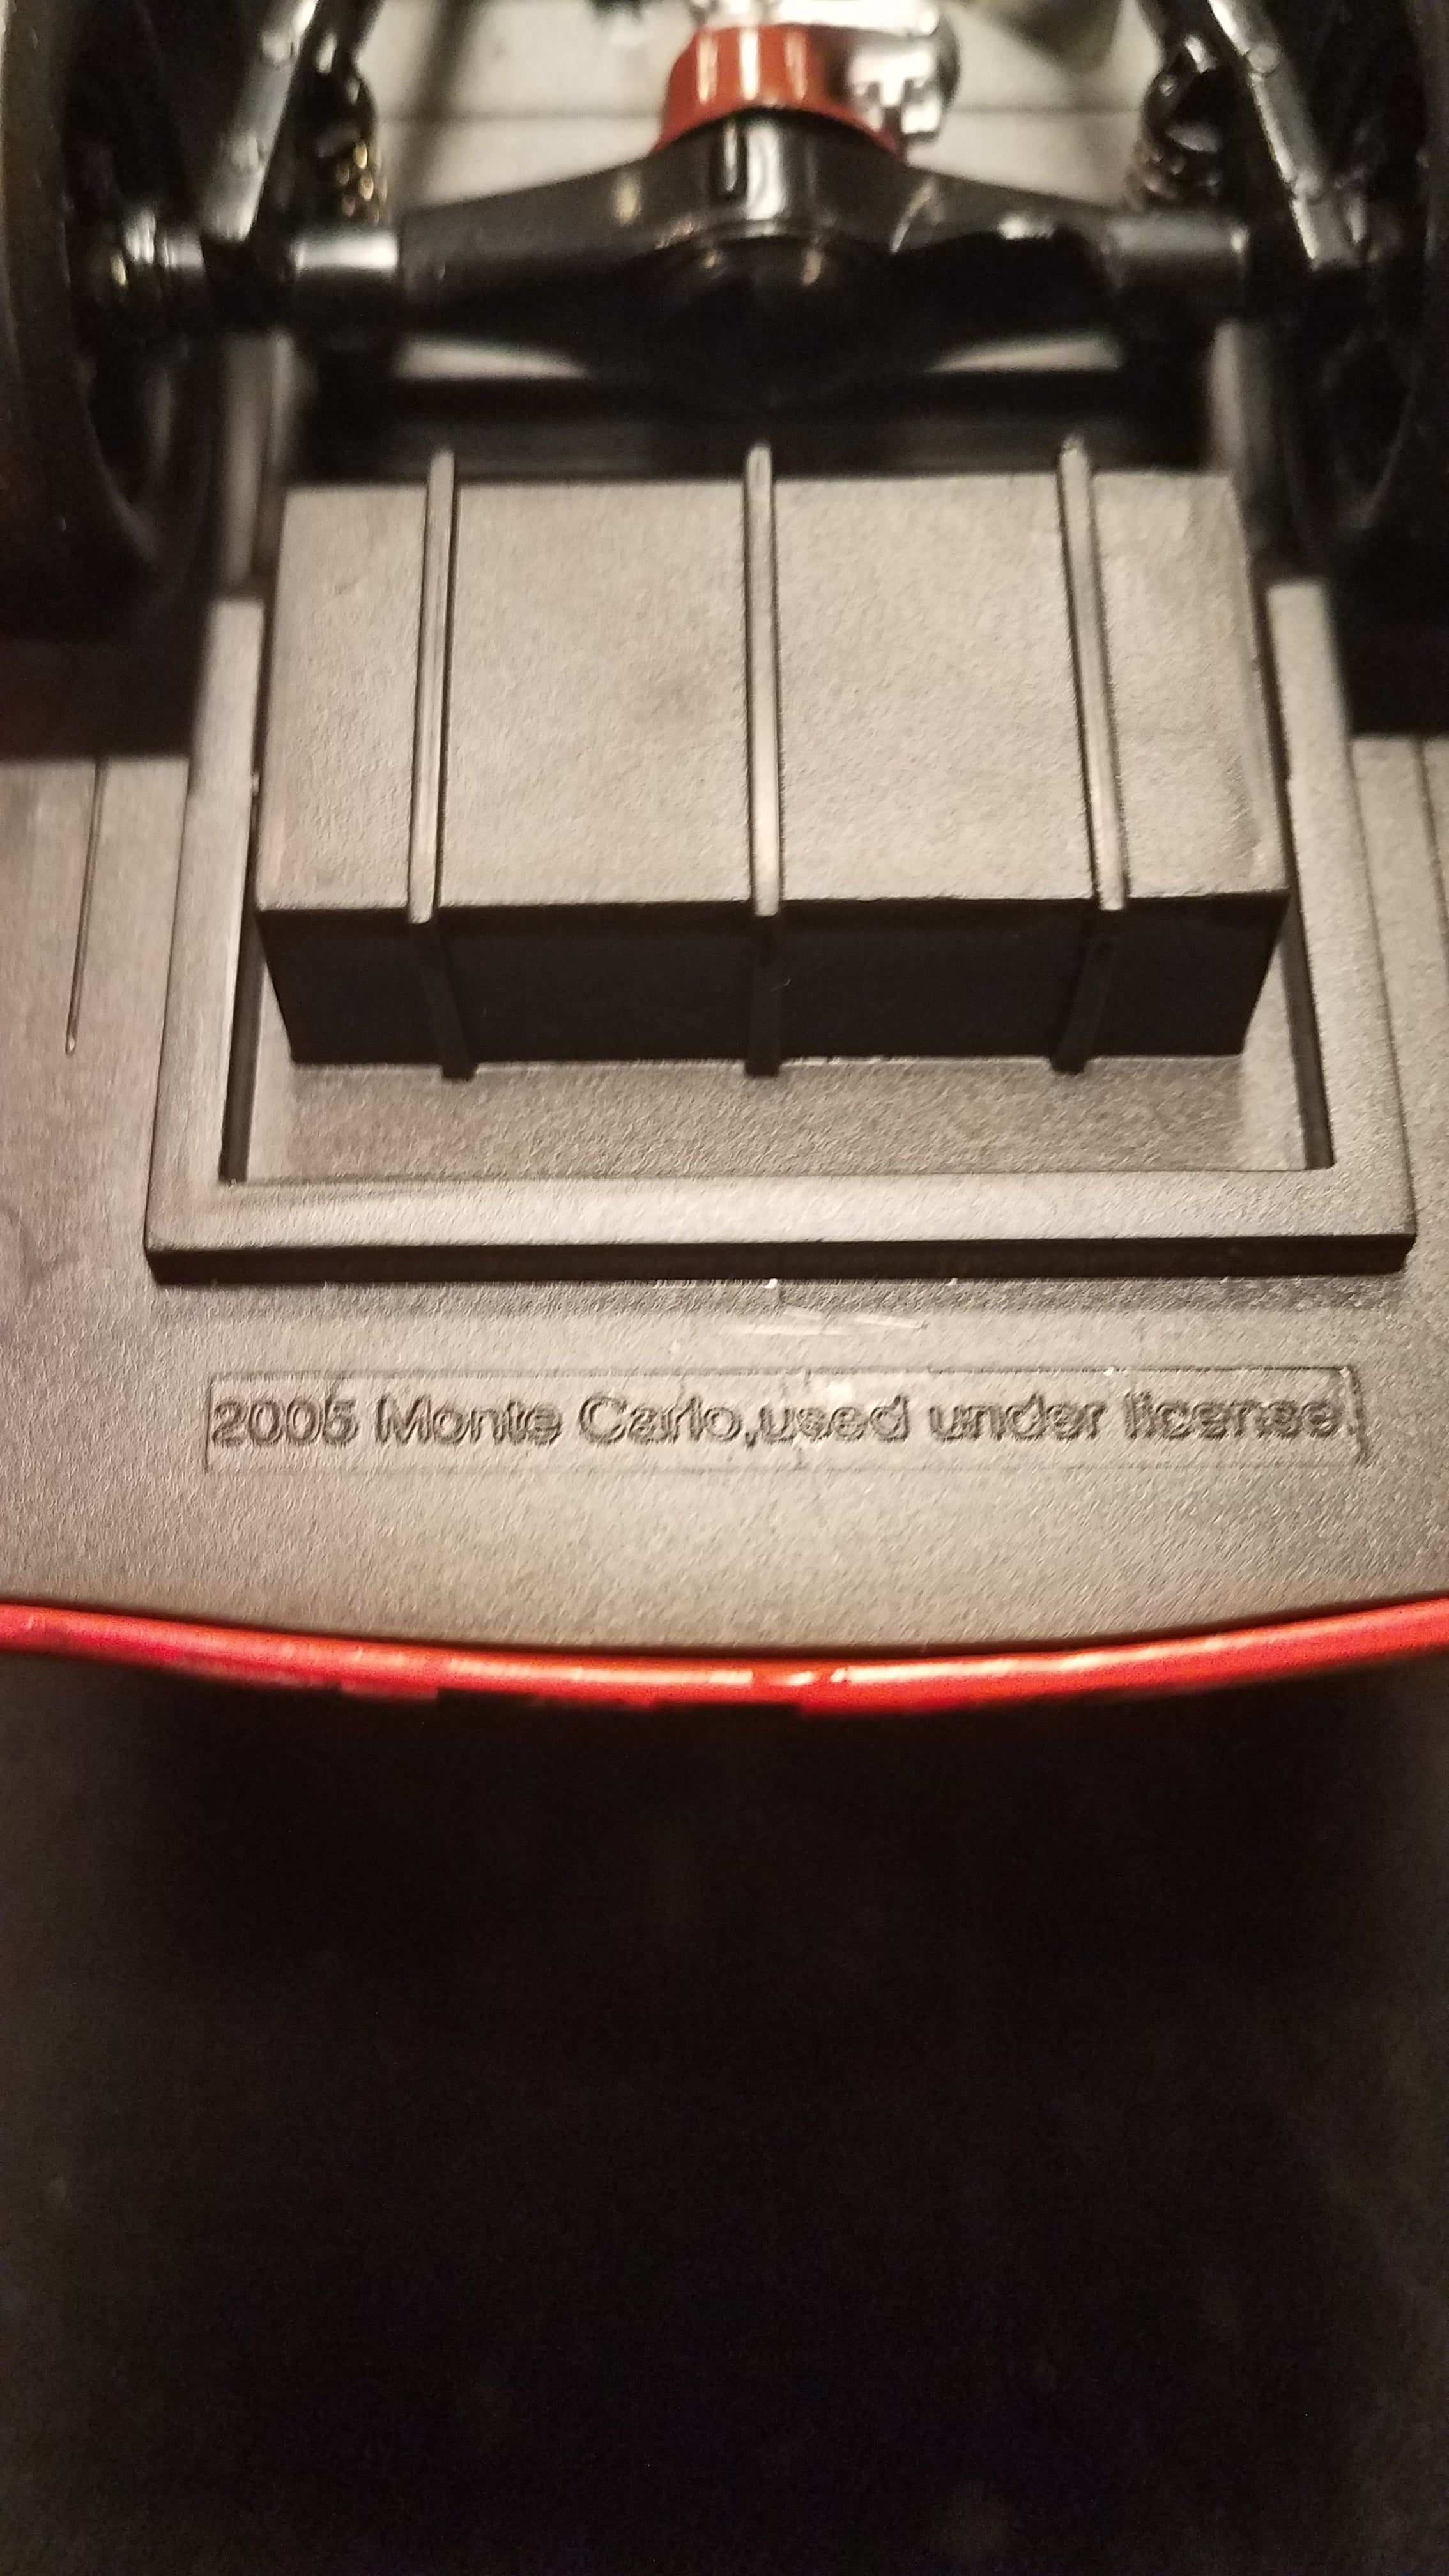 2005 Monte Carlo,used under license.